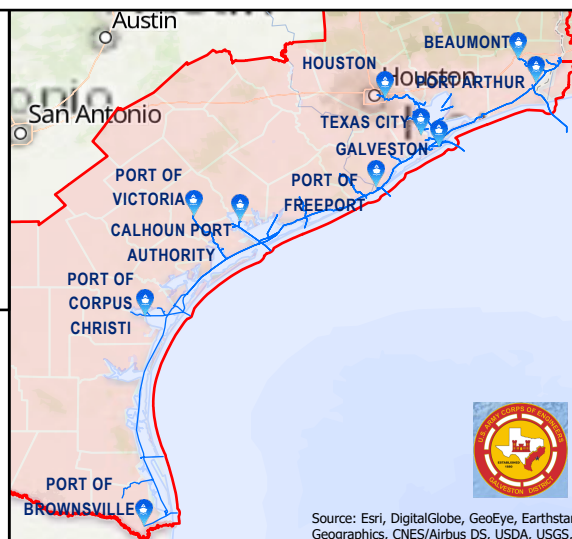 Austin
BEAUMONT
HOUSTON
Houston
PORT ARTHUR
San Antonio
TEXAS CITY
GALVESTON
PORT OF
VICTORIA
PORT OF
FREEPORT
CALHOUN PORT
AUTHORITY
PORT OF
CORPUS
CHRISTI
PORT OF
BROWNSVILLE
U.S. ARMY CORPS OF ENGINEERS
ESTABLISHED
1880
GALVESTON DISTRICT
Source: Esri, DigitalGlobe, GeoEye, Earthstar
Geographics, CNES/Airbus DS, USDA, USGS,